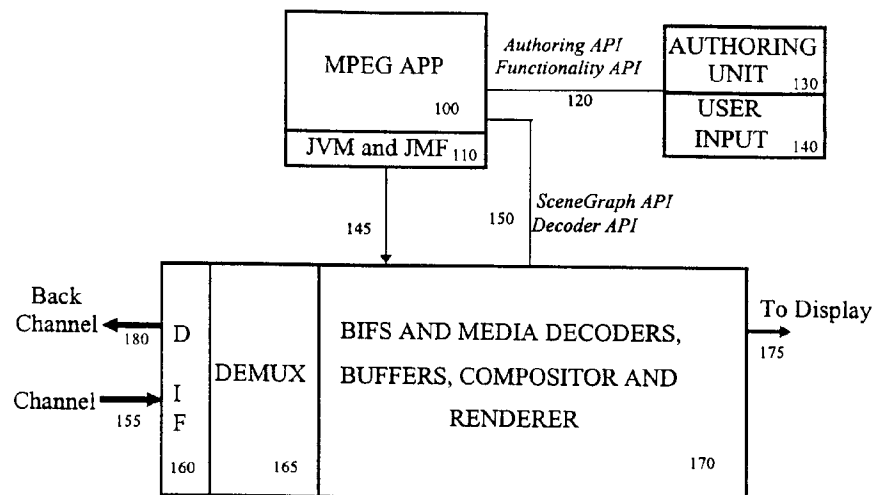 MPEG APP
100
JVM and JMF 110
Authoring API
Functionality API
120
AUTHORING
UNIT 130
USER
INPUT 140
145
150
SceneGraph API
Decoder API
Back
Channel
180
Channel
155
D
I
F
160
DEMUX
165
BIFS AND MEDIA DECODERS,
BUFFERS, COMPOSITOR AND
RENDERER
170
To Display
175